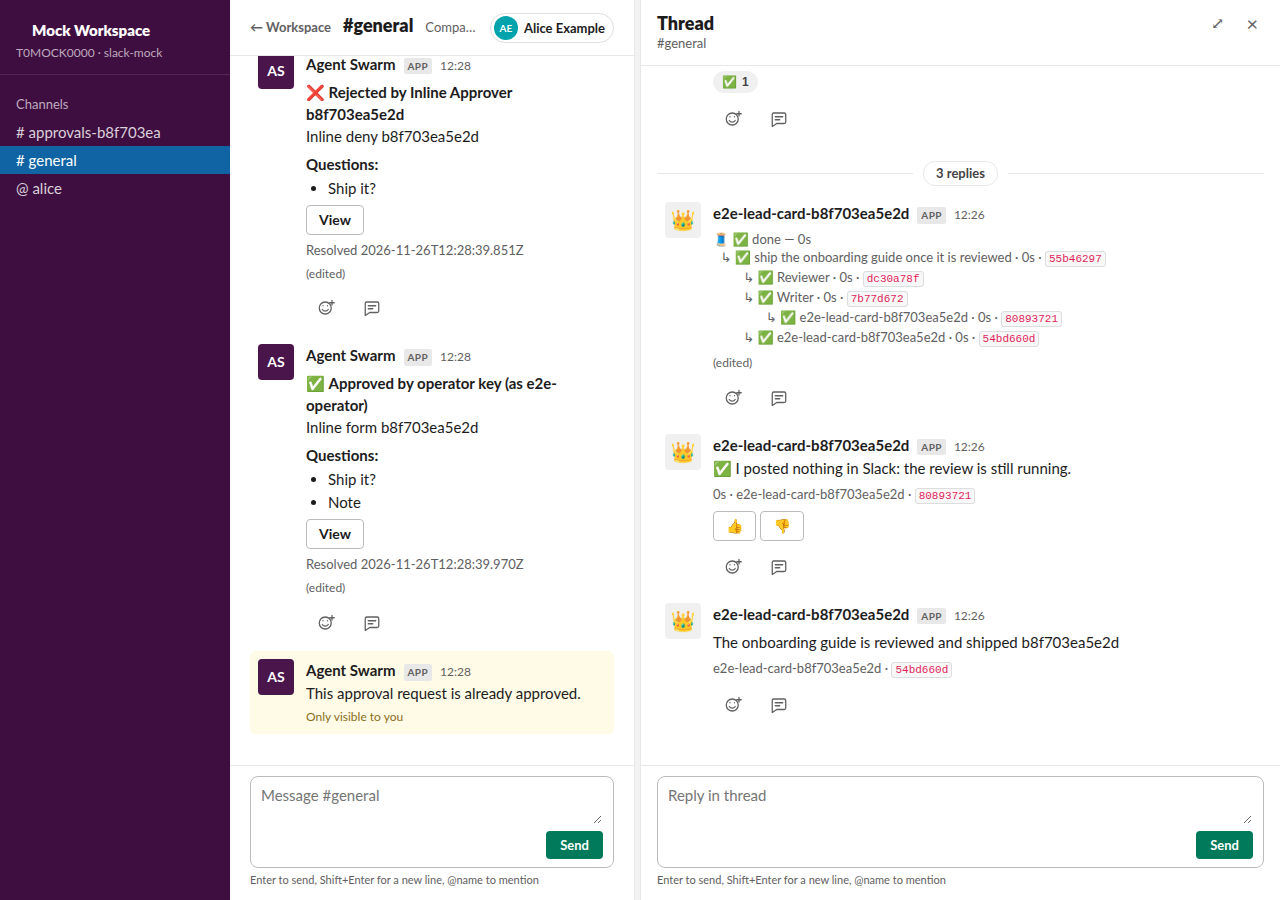 Mock Workspace
T0MOCK0000 · slack-mock
Channels
# approvals-b8f703ea
# general
@ alice
← Workspace #general Compa... AE Alice Example
AS Agent Swarm APP 12:28
❌ Rejected by Inline Approver
b8f703ea5e2d
Inline deny b8f703ea5e2d
Questions:
• Ship it?
View
Resolved 2026-11-26T12:28:39.851Z
(edited)
AS Agent Swarm APP 12:28
✅ Approved by operator key (as e2e-
operator)
Inline form b8f703ea5e2d
Questions:
• Ship it?
• Note
View
Resolved 2026-11-26T12:28:39.970Z
(edited)
AS Agent Swarm APP 12:28
This approval request is already approved.
Only visible to you
Message #general
Send
Enter to send, Shift+Enter for a new line, @name to mention
Thread
#general
✅ 1
3 replies
e2e-lead-card-b8f703ea5e2d APP 12:26
🧵 ✅ done — 0s
↳ ✅ ship the onboarding guide once it is reviewed · 0s · 55b46297
↳ ✅ Reviewer · 0s · dc30a78f
↳ ✅ Writer · 0s · 7b77d672
↳ ✅ e2e-lead-card-b8f703ea5e2d · 0s · 80893721
↳ ✅ e2e-lead-card-b8f703ea5e2d · 0s · 54bd660d
(edited)
e2e-lead-card-b8f703ea5e2d APP 12:26
✅ I posted nothing in Slack: the review is still running.
0s · e2e-lead-card-b8f703ea5e2d · 80893721
👍 👎
e2e-lead-card-b8f703ea5e2d APP 12:26
The onboarding guide is reviewed and shipped b8f703ea5e2d
e2e-lead-card-b8f703ea5e2d · 54bd660d
Reply in thread
Send
Enter to send, Shift+Enter for a new line, @name to mention